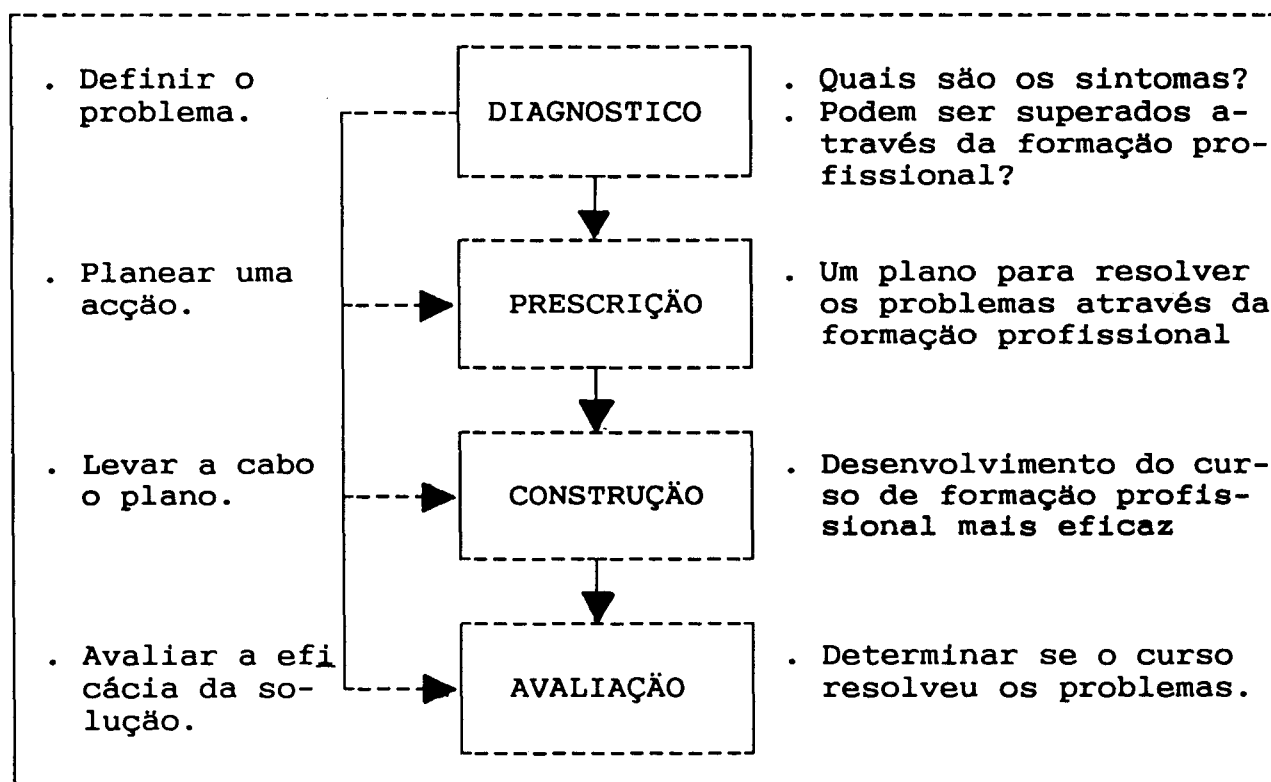 . Definir o
problema.
DIAGNOSTICO
. Quais são os sintomas?
. Podem ser superados a-
través da formação pro-
fissional?
. Planear uma
acção.
PRESCRIÇÃO
. Um plano para resolver
os problemas através da
formação profissional
. Levar a cabo
o plano.
CONSTRUÇÃO
. Desenvolvimento do cur-
so de formação profis-
sional mais eficaz
. Avaliar a efi
cácia da so-
lução.
AVALIAÇÃO
. Determinar se o curso
resolveu os problemas.